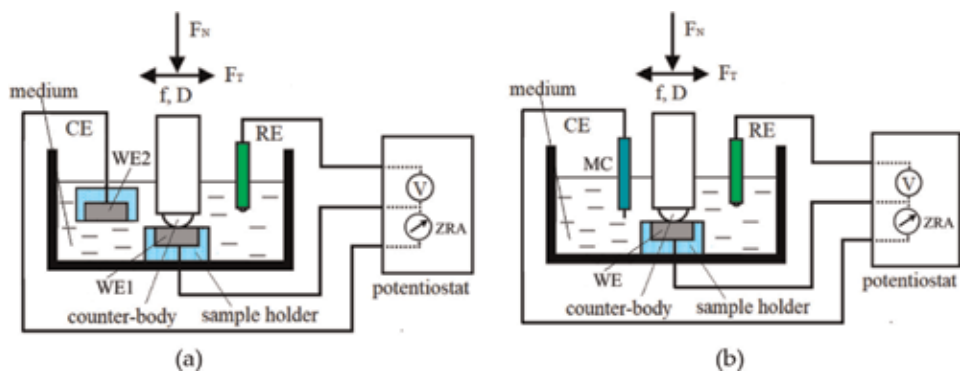 F_N
F_T
f, D
medium
CE
RE
WE2
V
ZRA
WE1
potentiostat
counter-body
sample holder
(a)
F_N
F_T
f, D
medium
CE
RE
MC
V
ZRA
WE
potentiostat
counter-body
sample holder
(b)